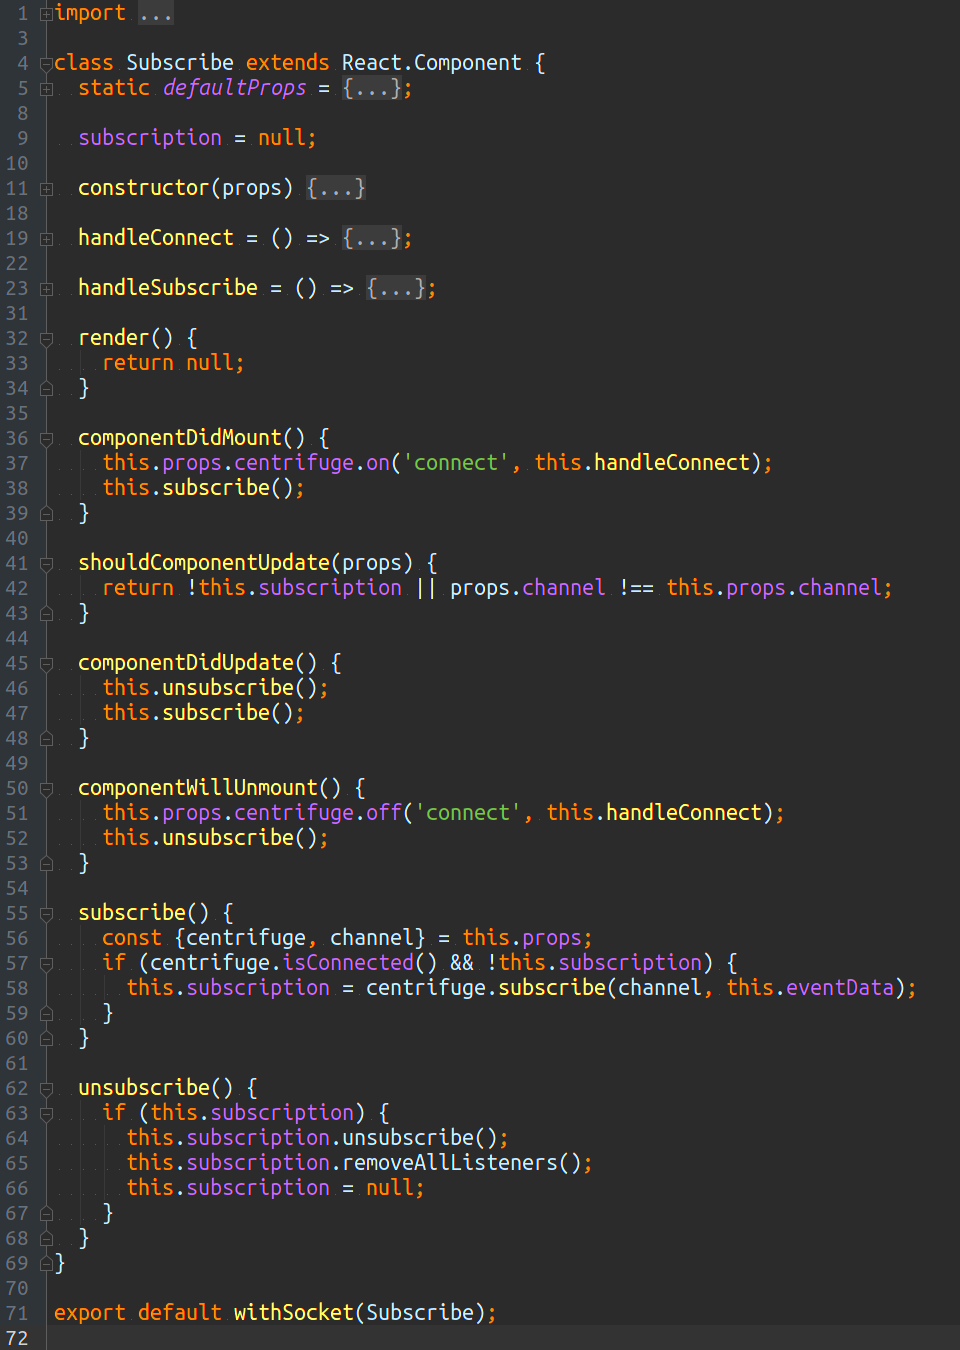 1 import ...
3
4 class Subscribe extends React.Component {
5 static defaultProps = {...};
8
9 subscription = null;
10
11 constructor(props) {...}
18
19 handleConnect = () => {...};
22
23 handleSubscribe = () => {...};
31
32 render() {
33 return null;
34 }
35
36 componentDidMount() {
37 this.props.centrifuge.on('connect', this.handleConnect);
38 this.subscribe();
39 }
40
41 shouldComponentUpdate(props) {
42 return !this.subscription || props.channel !== this.props.channel;
43 }
44
45 componentDidUpdate() {
46 this.unsubscribe();
47 this.subscribe();
48 }
49
50 componentWillUnmount() {
51 this.props.centrifuge.off('connect', this.handleConnect);
52 this.unsubscribe();
53 }
54
55 subscribe() {
56 const {centrifuge, channel} = this.props;
57 if (centrifuge.isConnected() && !this.subscription) {
58 this.subscription = centrifuge.subscribe(channel, this.eventData);
59 }
60 }
61
62 unsubscribe() {
63 if (this.subscription) {
64 this.subscription.unsubscribe();
65 this.subscription.removeAllListeners();
66 this.subscription = null;
67 }
68 }
69 }
70
71 export default withSocket(Subscribe);
72